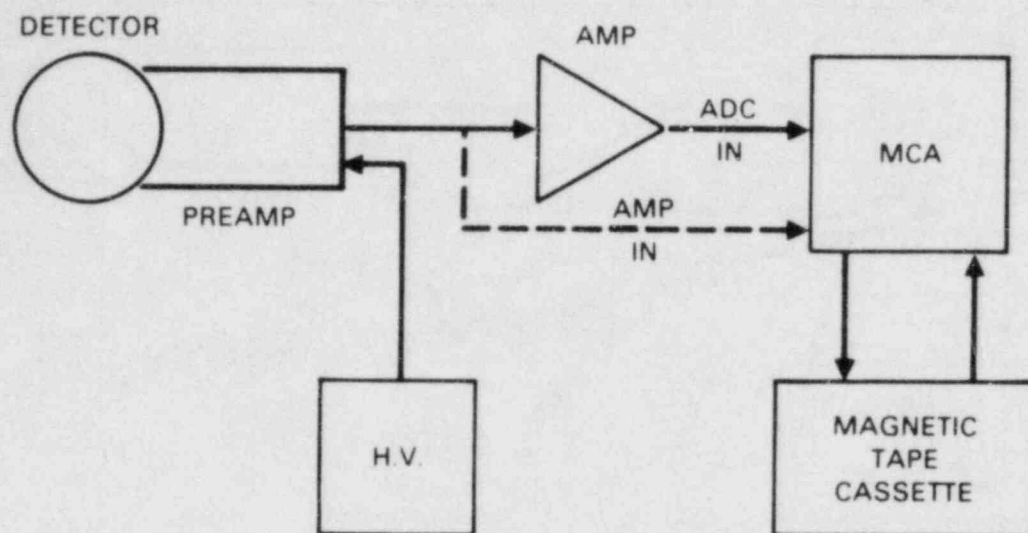 DETECTOR
AMP
ADC
IN
MCA
PREAMP
AMP
IN
H.V.
MAGNETIC
TAPE
CASSETTE